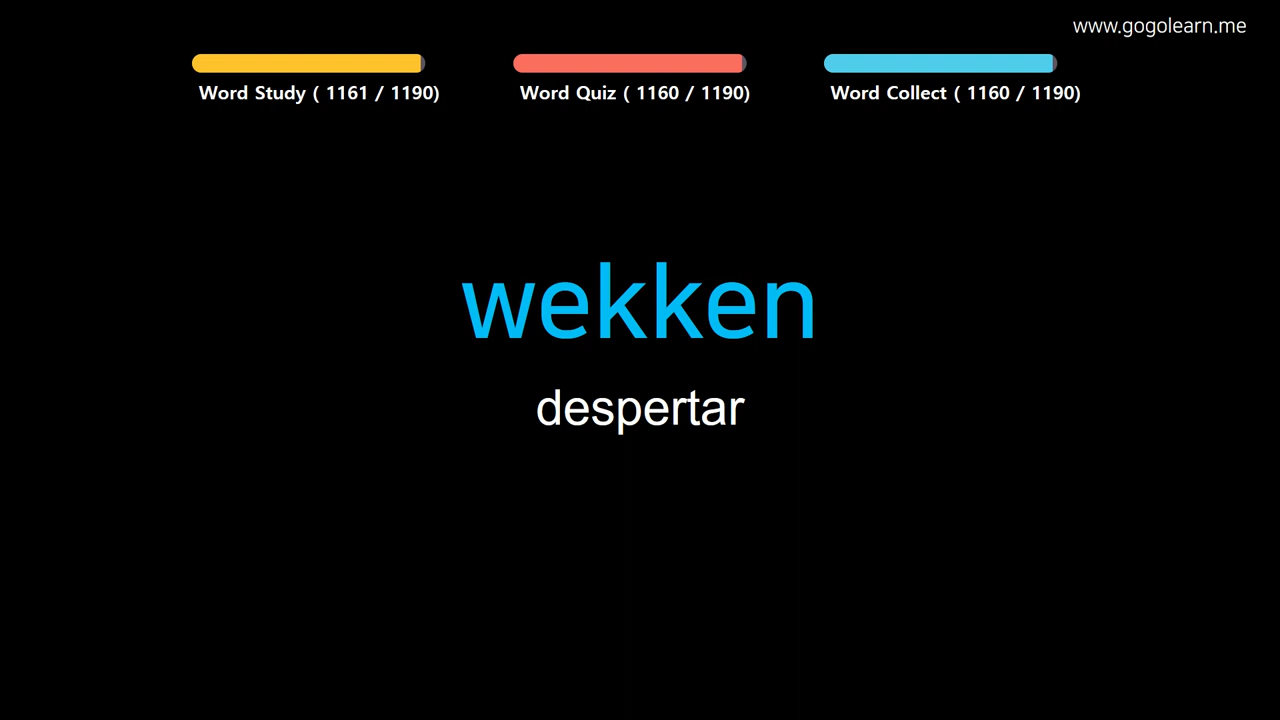 www.gogolearn.me
Word Study ( 1161 / 1190)
Word Quiz ( 1160 / 1190)
Word Collect ( 1160 / 1190)
wekken
despertar